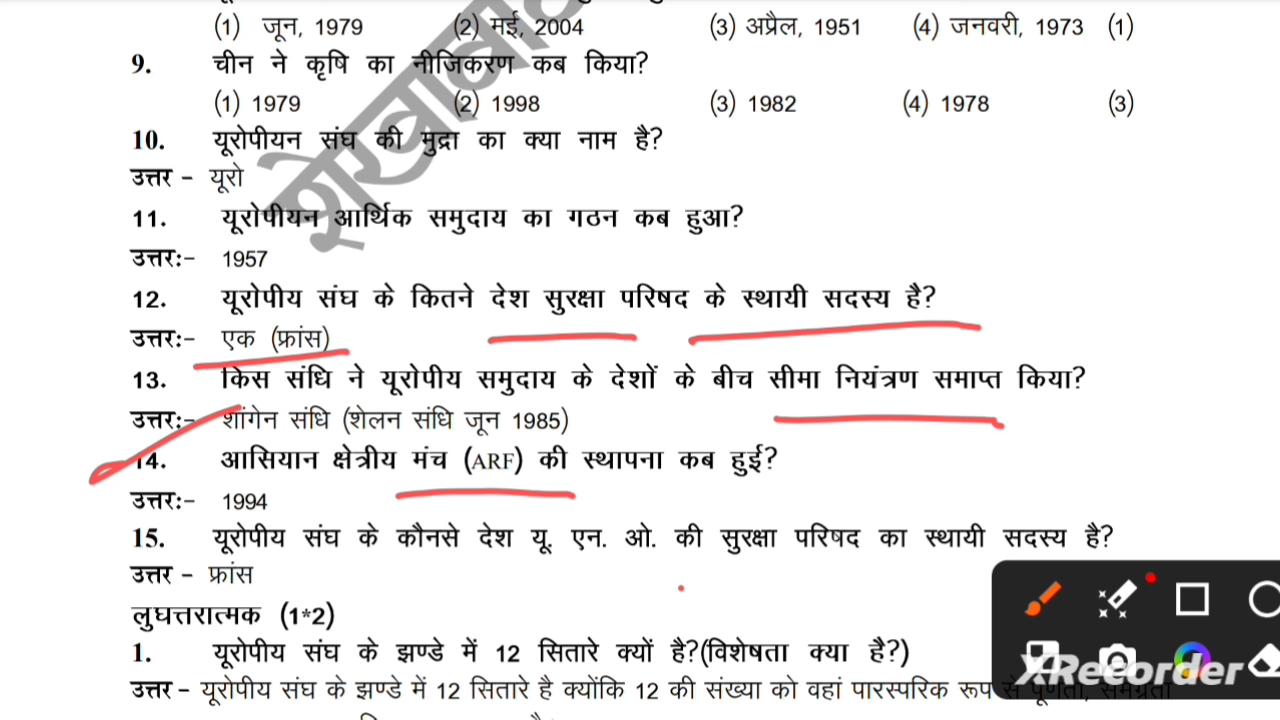 (1) जून, 1979 (2) मई, 2004 (3) अप्रैल, 1951 (4) जनवरी, 1973 (1)
9. चीन ने कृषि का नीजिकरण कब किया?
(1) 1979 (2) 1998 (3) 1982 (4) 1978 (3)
10. यूरोपीयन संघ की मुद्रा का क्या नाम है?
उत्तर – यूरो
11. यूरोपीयन आर्थिक समुदाय का गठन कब हुआ?
उत्तरः– 1957
12. यूरोपीय संघ के कितने देश सुरक्षा परिषद के स्थायी सदस्य है?
उत्तरः– एक (फ्रांस)
13. किस संधि ने यूरोपीय समुदाय के देशों के बीच सीमा नियंत्रण समाप्त किया?
उत्तरः– शांगेन संधि (शेलन संधि जून 1985)
14. आसियान क्षेत्रीय मंच (ARF) की स्थापना कब हुई?
उत्तरः– 1994
15. यूरोपीय संघ के कौनसे देश यू. एन. ओ. की सुरक्षा परिषद का स्थायी सदस्य है?
उत्तर – फ्रांस
लुघत्तरात्मक (1*2)
1. यूरोपीय संघ के झण्डे में 12 सितारे क्यों है?(विशेषता क्या है?)
उत्तर – यूरोपीय संघ के झण्डे में 12 सितारे है क्योंकि 12 की संख्या को वहां पारस्परिक रूप से पूर्णता, समग्रता
XRecorder